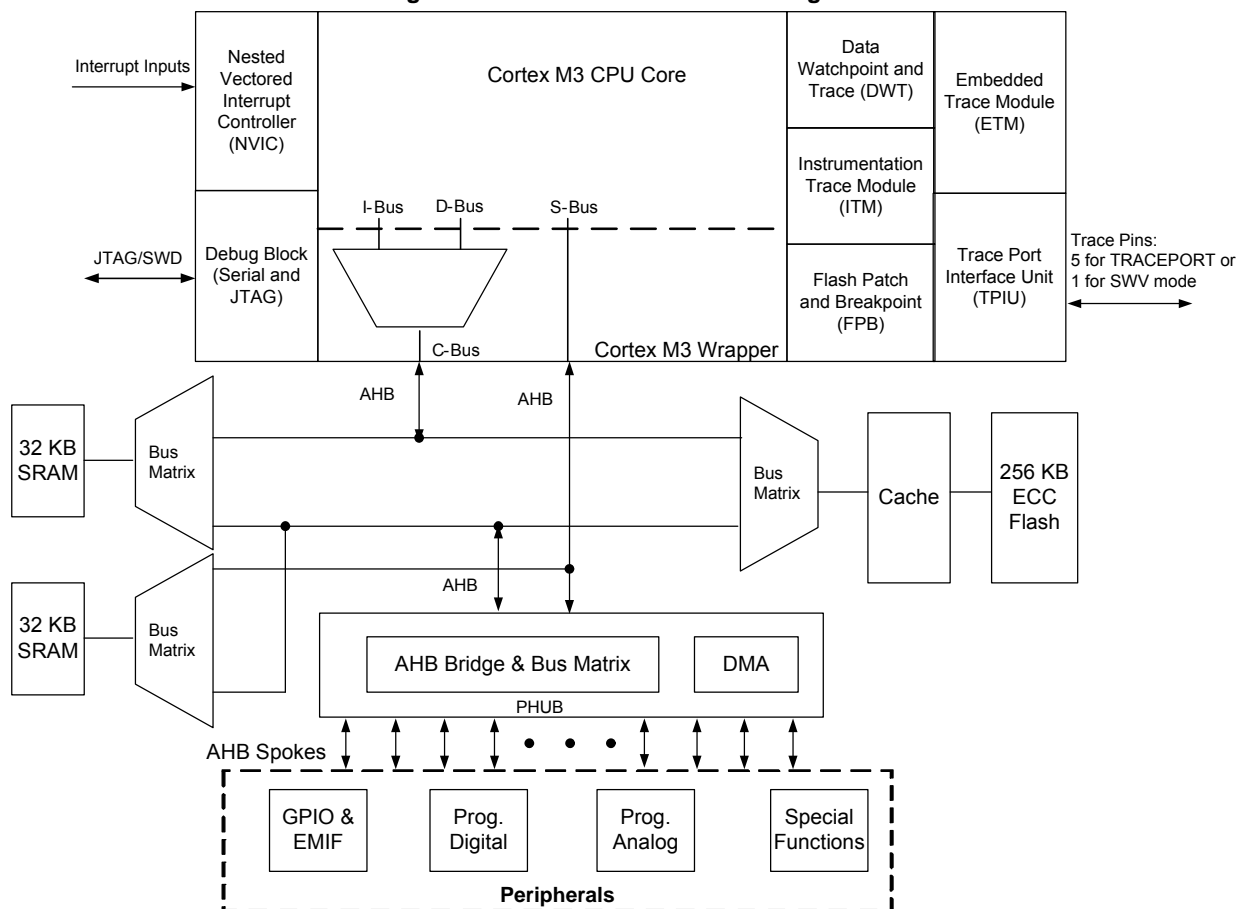 Nested
Vectored
Interrupt
Controller
(NVIC)
Interrupt Inputs
Cortex M3 CPU Core
Data
Watchpoint and
Trace (DWT)
Embedded
Trace Module
(ETM)
Instrumentation
Trace Module
(ITM)
I-Bus
D-Bus
S-Bus
JTAG/SWD
Debug Block
(Serial and
JTAG)
Flash Patch
and Breakpoint
(FPB)
Trace Port
Interface Unit
(TPIU)
Trace Pins:
5 for TRACEPORT or
1 for SWV mode
C-Bus
Cortex M3 Wrapper
AHB
AHB
32 KB
SRAM
Bus
Matrix
Bus
Matrix
Cache
256 KB
ECC
Flash
AHB
32 KB
SRAM
Bus
Matrix
AHB Bridge & Bus Matrix
DMA
PHUB
AHB Spokes
GPIO &
EMIF
Prog.
Digital
Prog.
Analog
Special
Functions
Peripherals